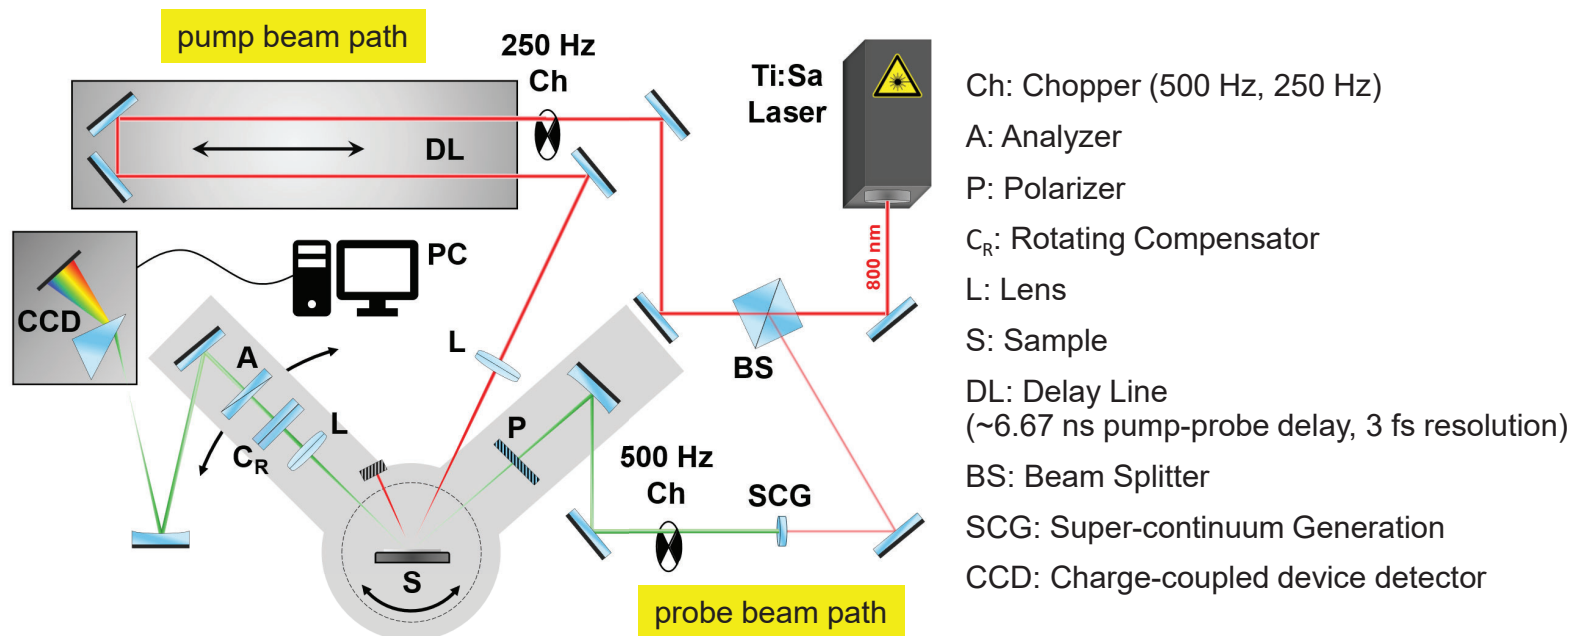 pump beam path
250 Hz
Ch
Ti:Sa
Laser
DL
800 nm
PC
CCD
A
L
C_R
L
P
BS
500 Hz
Ch
SCG
S
probe beam path
Ch: Chopper (500 Hz, 250 Hz)
A: Analyzer
P: Polarizer
C_R: Rotating Compensator
L: Lens
S: Sample
DL: Delay Line
(~6.67 ns pump-probe delay, 3 fs resolution)
BS: Beam Splitter
SCG: Super-continuum Generation
CCD: Charge-coupled device detector